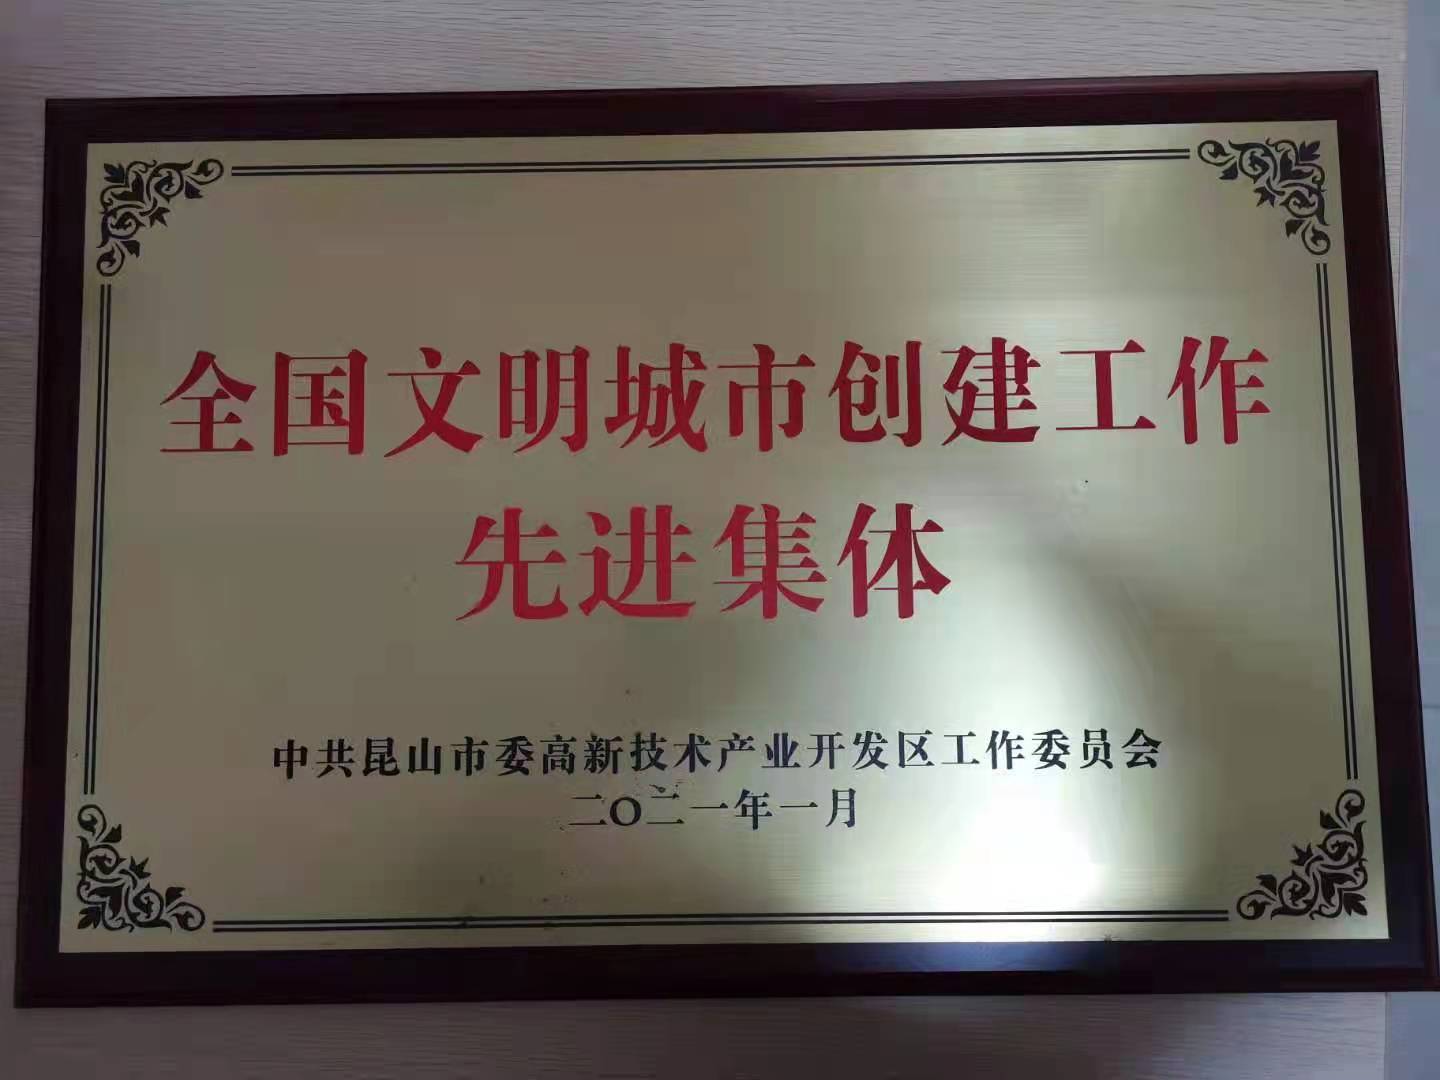 全国文明城市创建工作
先进集体
中共昆山市委高新技术产业开发区工作委员会
二〇二一年一月